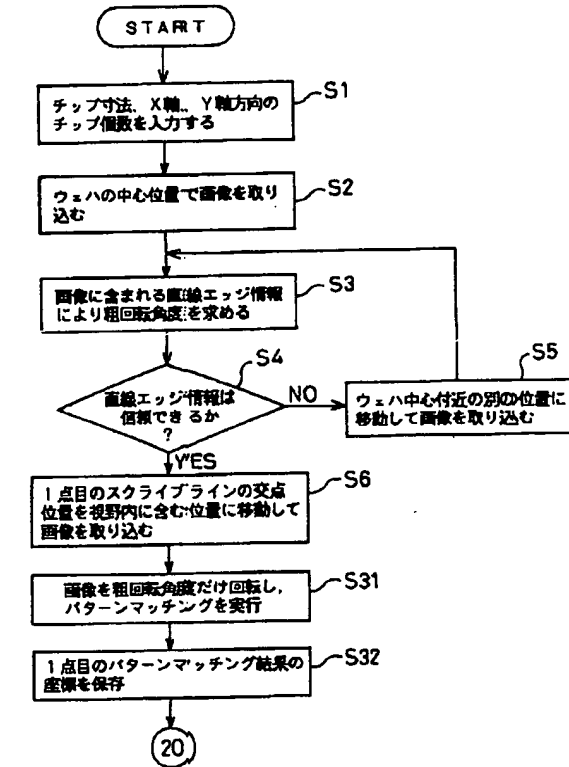 START
S1
チップ寸法、X軸、Y軸方向の
チップ個数を入力する
S2
ウェハの中心位置で画像を取り
込む
S3
画像に含まれる直線エッジ情報
により粗回転角度を求める
S4
直線エッジ情報は
信頼できるか
?
NO
S5
ウェハ中心付近の別の位置に
移動して画像を取り込む
YES
S6
1点目のスクライブラインの交点
位置を視野内に含む位置に移動して
画像を取り込む
S31
画像を粗回転角度だけ回転し,
パターンマッチングを実行
S32
1点目のパターンマッチング結果の
座標を保存
20